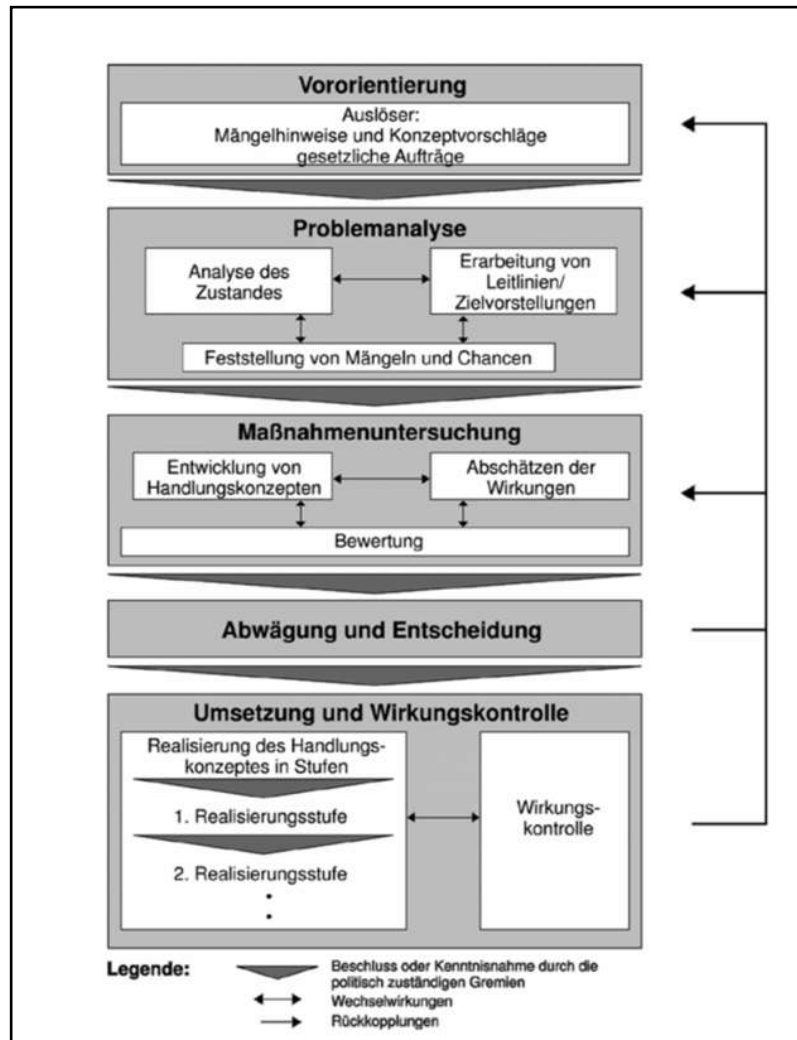 Vororientierung
Auslöser:
Mängelhinweise und Konzeptvorschläge
gesetzliche Aufträge
Problemanalyse
Analyse des
Zustandes
Erarbeitung von
Leitlinien/
Zielvorstellungen
Feststellung von Mängeln und Chancen
Maßnahmenuntersuchung
Entwicklung von
Handlungskonzepten
Abschätzen der
Wirkungen
Bewertung
Abwägung und Entscheidung
Umsetzung und Wirkungskontrolle
Realisierung des Handlungs-
konzeptes in Stufen
1. Realisierungsstufe
2. Realisierungsstufe
Wirkungs-
kontrolle
Legende:
Beschluss oder Kenntnisnahme durch die
politisch zuständigen Gremien
Wechselwirkungen
Rückkopplungen